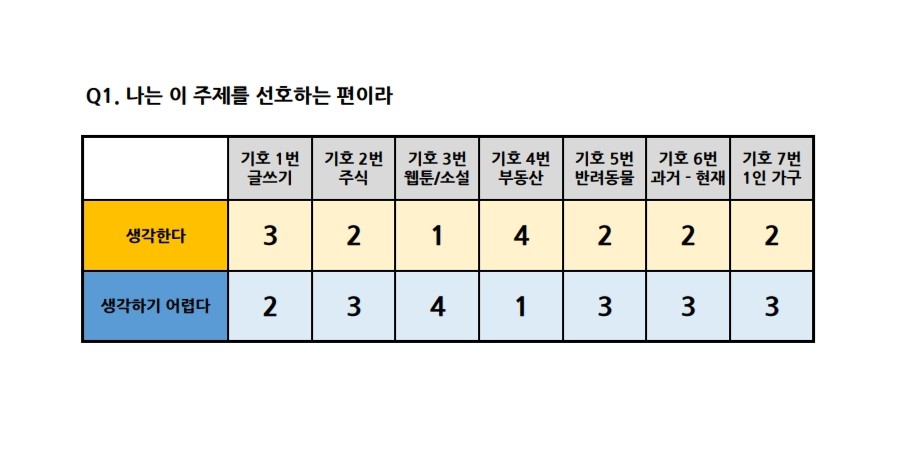 Q1. 나는 이 주제를 선호하는 편이라
기호 1번 기호 2번 기호 3번 기호 4번 기호 5번 기호 6번 기호 7번
글쓰기 주식 웹툰/소설 부동산 반려동물 과거 - 현재 1인 가구
생각한다 3 2 1 4 2 2 2
생각하기 어렵다 2 3 4 1 3 3 3